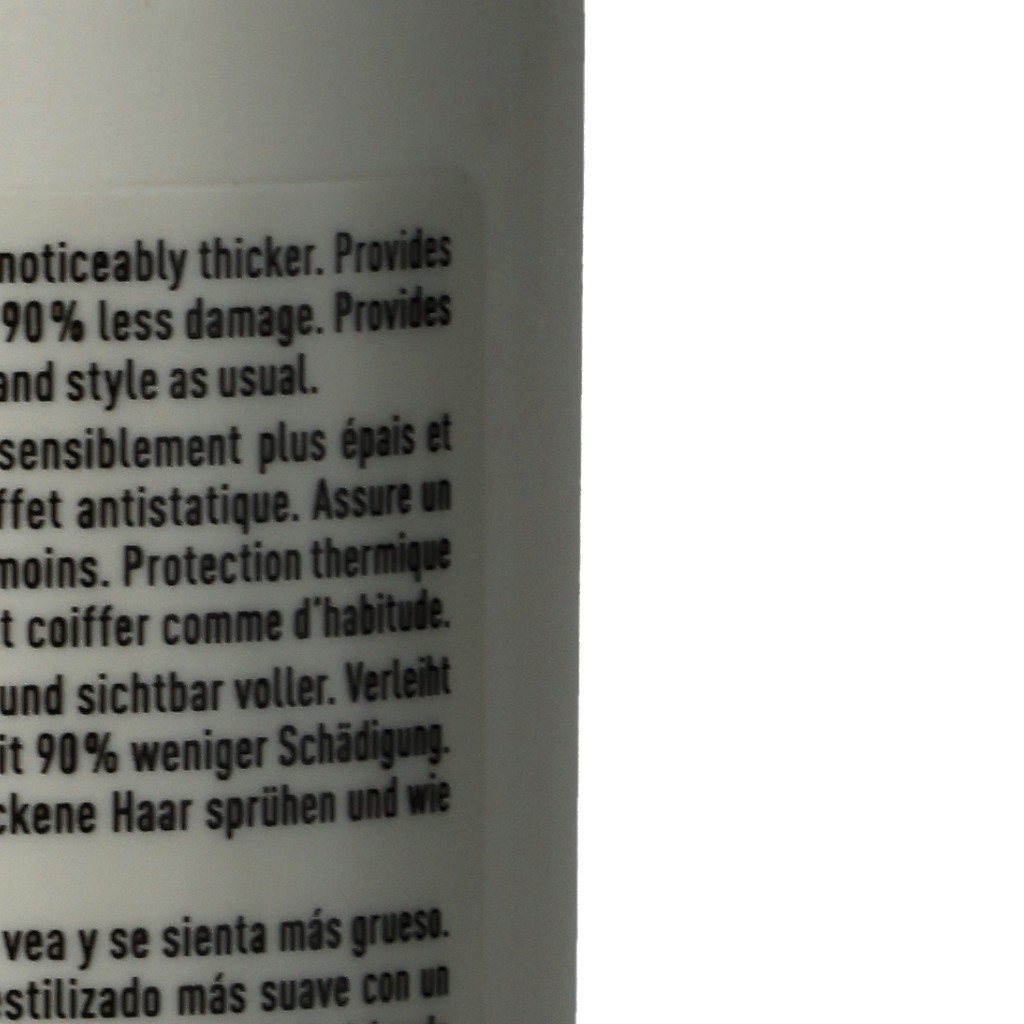 noticeably thicker. Provides
90% less damage. Provides
and style as usual.
sensiblement plus épais et
ffet antistatique. Assure un
moins. Protection thermique
t coiffer comme d'habitude.
und sichtbar voller. Verleiht
it 90% weniger Schädigung.
ckene Haar sprühen und wie
vea y se sienta más grueso.
estilizado más suave con un